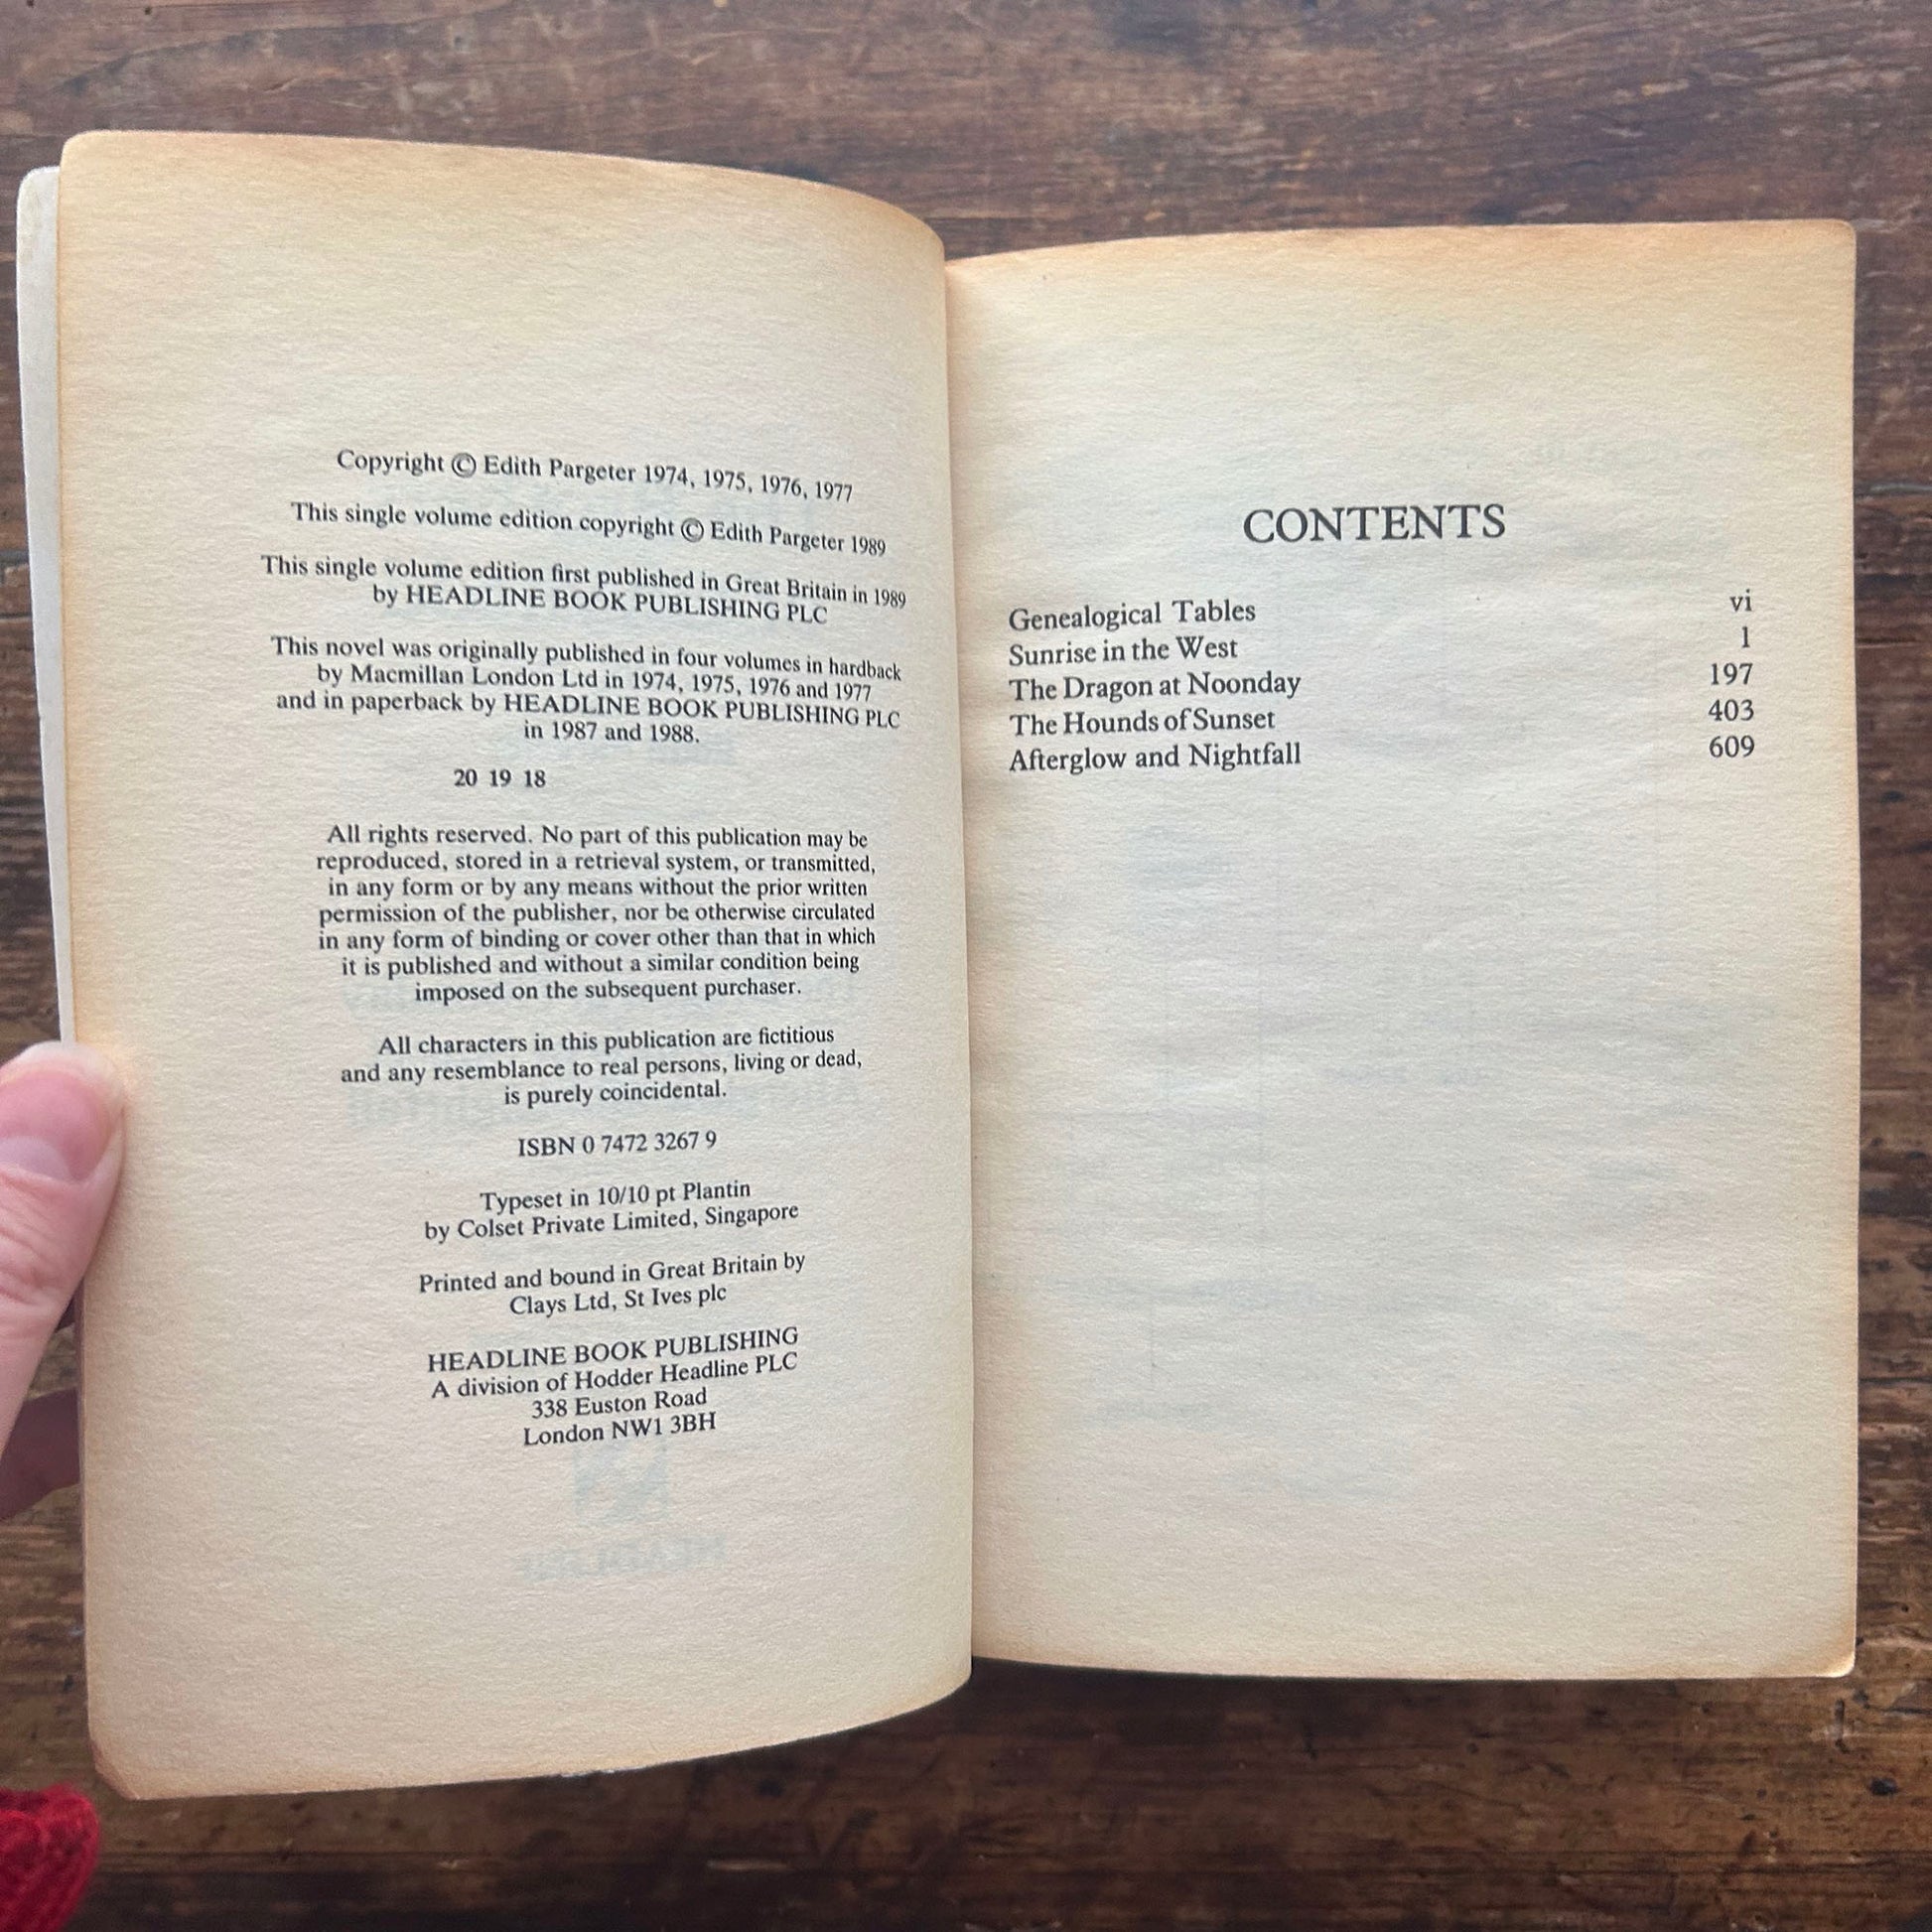 Copyright © Edith Pargeter 1974, 1975, 1976, 1977
This single volume edition copyright © Edith Pargeter 1989
This single volume edition first published in Great Britain in 1989
by HEADLINE BOOK PUBLISHING PLC
This novel was originally published in four volumes in hardback
by Macmillan London Ltd in 1974, 1975, 1976 and 1977
and in paperback by HEADLINE BOOK PUBLISHING PLC
in 1987 and 1988.
20 19 18
All rights reserved. No part of this publication may be
reproduced, stored in a retrieval system, or transmitted,
in any form or by any means without the prior written
permission of the publisher, nor be otherwise circulated
in any form of binding or cover other than that in which
it is published and without a similar condition being
imposed on the subsequent purchaser.
All characters in this publication are fictitious
and any resemblance to real persons, living or dead,
is purely coincidental.
ISBN 0 7472 3267 9
Typeset in 10/10 pt Plantin
by Colset Private Limited, Singapore
Printed and bound in Great Britain by
Clays Ltd, St Ives plc
HEADLINE BOOK PUBLISHING
A division of Hodder Headline PLC
338 Euston Road
London NW1 3BH
CONTENTS
Genealogical Tables vi
Sunrise in the West 1
The Dragon at Noonday 197
The Hounds of Sunset 403
Afterglow and Nightfall 609